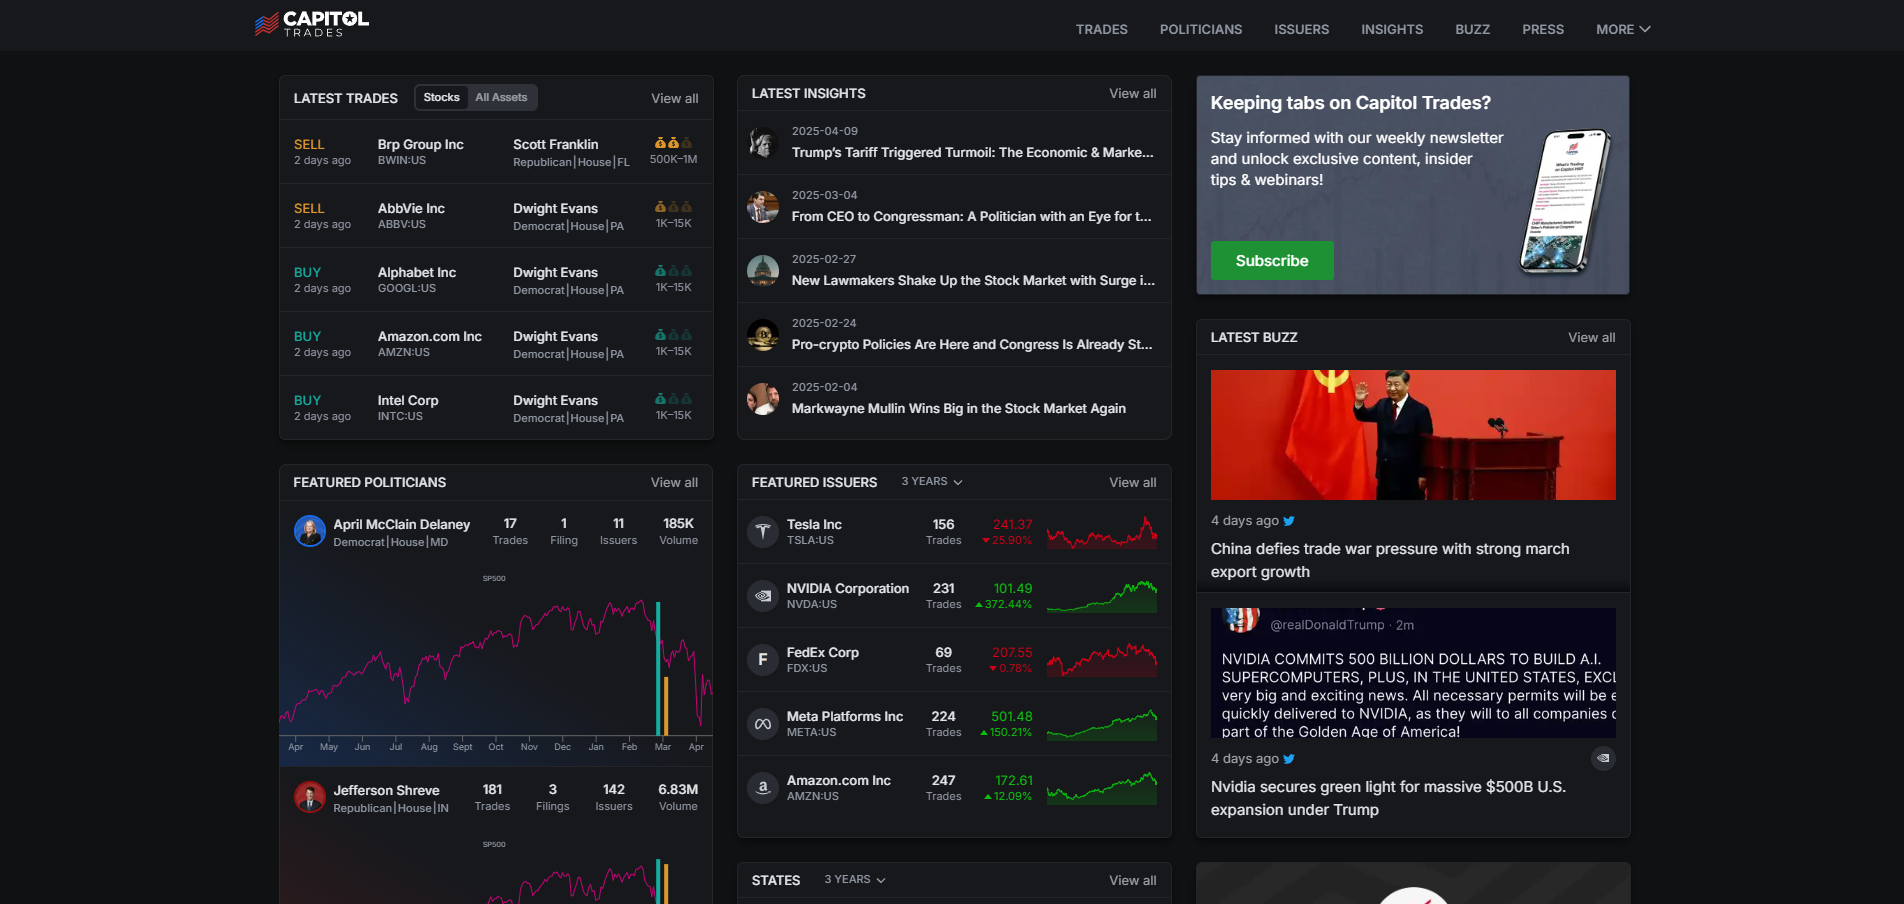 CAPITOL
TRADES
TRADES
POLITICIANS
ISSUERS
INSIGHTS
BUZZ
PRESS
MORE
LATEST TRADES
Stocks
All Assets
View all
SELL
2 days ago
Brp Group Inc
BWIN:US
Scott Franklin
Republican|House|FL
500K–1M
SELL
2 days ago
AbbVie Inc
ABBV:US
Dwight Evans
Democrat|House|PA
1K–15K
BUY
2 days ago
Alphabet Inc
GOOGL:US
Dwight Evans
Democrat|House|PA
1K–15K
BUY
2 days ago
Amazon.com Inc
AMZN:US
Dwight Evans
Democrat|House|PA
1K–15K
BUY
2 days ago
Intel Corp
INTC:US
Dwight Evans
Democrat|House|PA
1K–15K
LATEST INSIGHTS
View all
2025-04-09
Trump's Tariff Triggered Turmoil: The Economic & Marke...
2025-03-04
From CEO to Congressman: A Politician with an Eye for t...
2025-02-27
New Lawmakers Shake Up the Stock Market with Surge i...
2025-02-24
Pro-crypto Policies Are Here and Congress Is Already St...
2025-02-04
Markwayne Mullin Wins Big in the Stock Market Again
Keeping tabs on Capitol Trades?
Stay informed with our weekly newsletter
and unlock exclusive content, insider
tips & webinars!
Subscribe
LATEST BUZZ
View all
4 days ago
China defies trade war pressure with strong march
export growth
@realDonaldTrump · 2m
NVIDIA COMMITS 500 BILLION DOLLARS TO BUILD A.I.
SUPERCOMPUTERS, PLUS, IN THE UNITED STATES, EXCL
very big and exciting news. All necessary permits will be e
quickly delivered to NVIDIA, as they will to all companies
part of the Golden Age of America!
4 days ago
Nvidia secures green light for massive $500B U.S.
expansion under Trump
FEATURED POLITICIANS
View all
April McClain Delaney
Democrat|House|MD
17
Trades
1
Filing
11
Issuers
185K
Volume
SP500
Apr May Jun Jul Aug Sept Oct Nov Dec Jan Feb Mar Apr
Jefferson Shreve
Republican|House|IN
181
Trades
3
Filings
142
Issuers
6.83M
Volume
SP500
FEATURED ISSUERS
3 YEARS
View all
Tesla Inc
TSLA:US
156
Trades
241.37
25.90%
NVIDIA Corporation
NVDA:US
231
Trades
101.49
372.44%
F
FedEx Corp
FDX:US
69
Trades
207.55
0.78%
Meta Platforms Inc
META:US
224
Trades
501.48
150.21%
a
Amazon.com Inc
AMZN:US
247
Trades
172.61
12.09%
STATES
3 YEARS
View all